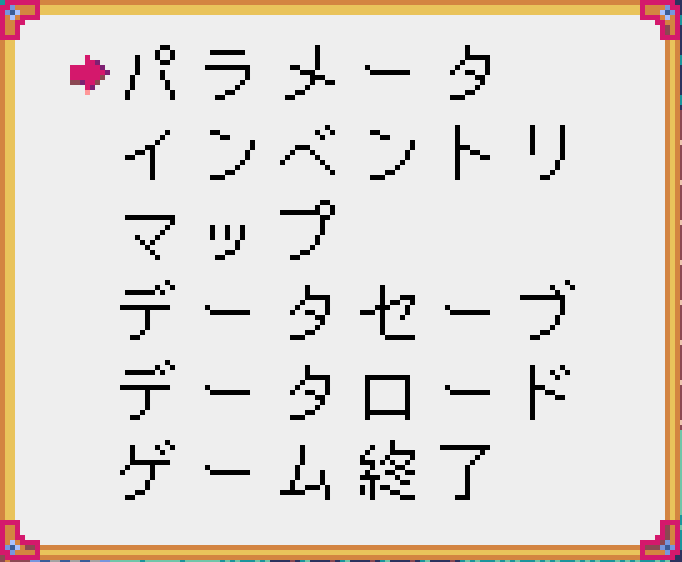 パラメータ
インベントリ
マップ
データセーブ
データロード
ゲーム終了